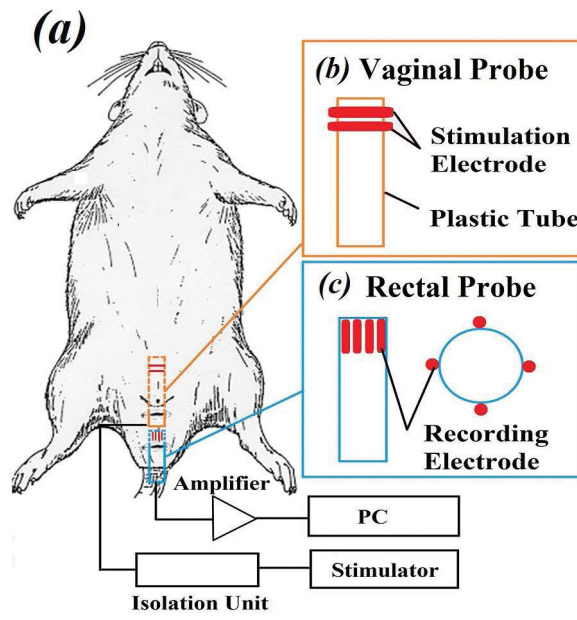 (a)
(b) Vaginal Probe
Stimulation
Electrode
Plastic Tube
(c) Rectal Probe
Recording
Electrode
Amplifier
PC
Stimulator
Isolation Unit